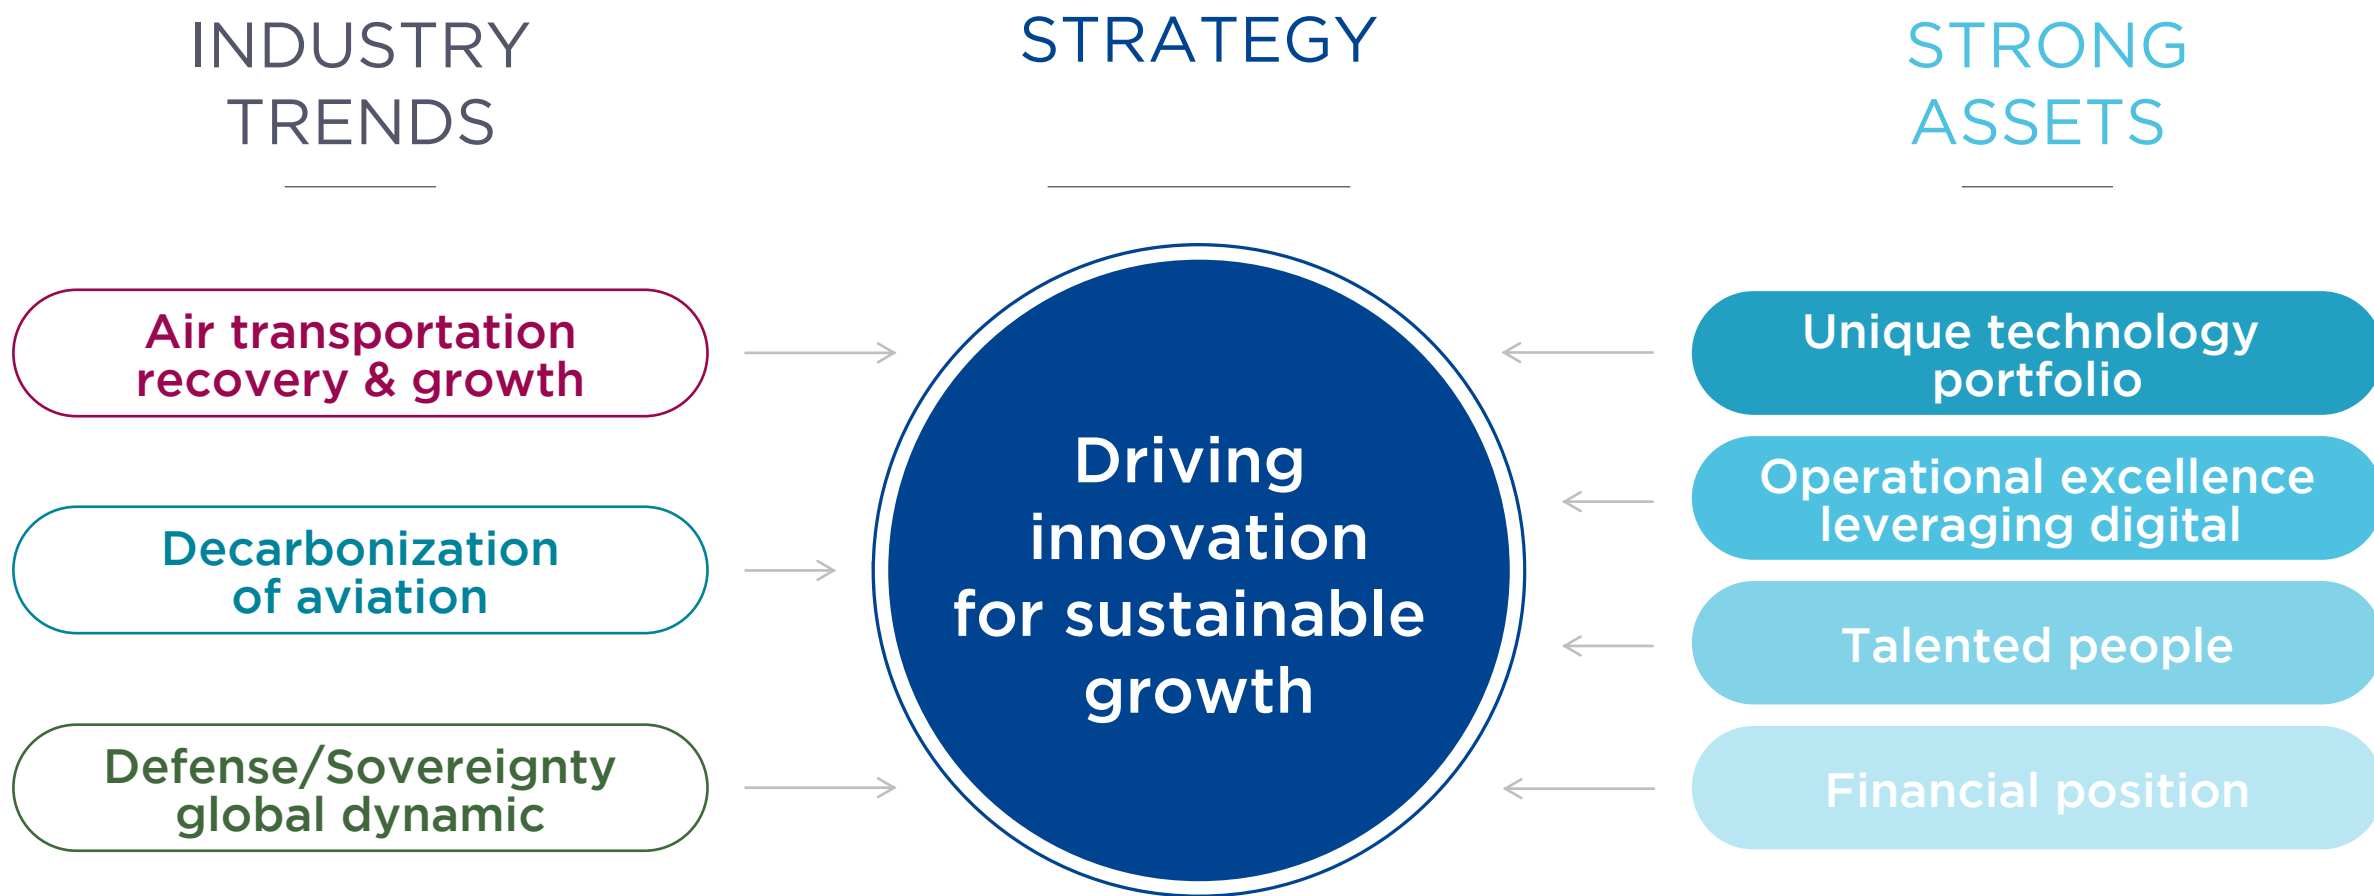 INDUSTRY
TRENDS
Air transportation
recovery & growth
Decarbonization
of aviation
Defense/Sovereignty
global dynamic
STRATEGY
Driving
innovation
for sustainable
growth
STRONG
ASSETS
Unique technology
portfolio
Operational excellence
leveraging digital
Talented people
Financial position